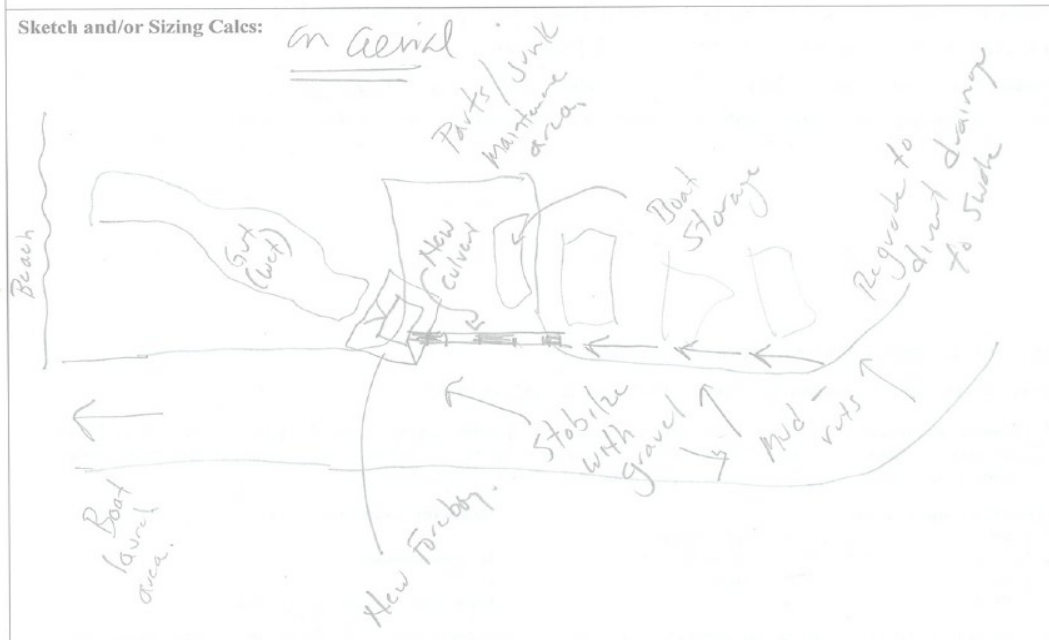 Sketch and/or Sizing Calcs:
on aerial
Parts/Junk
maintenance
area.
Boat
Storage
Regrade to
divert drainage
to swale
Beach
Gut
(wet)
New
culvert
Stabilize
with
gravel
Mud-
ruts
Boat
launch
area.
New Forebay.